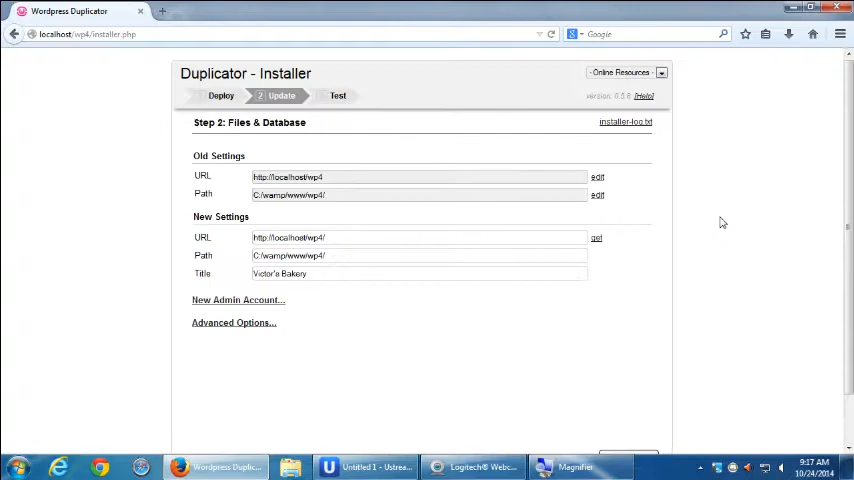 Wordpress Duplicator
localhost/wp4/installer.php
Google
Duplicator - Installer
- Online Resources -
Deploy
2 Update
Test
version: 0.5.8 [Help]
Step 2: Files & Database
installer-log.txt
Old Settings
URL
http://localhost/wp4
edit
Path
C:/wamp/www/wp4/
edit
New Settings
URL
http://localhost/wp4/
get
Path
C:/wamp/www/wp4/
Title
Victor's Bakery
New Admin Account...
Advanced Options...
Wordpress Duplic...
Untitled 1 - Ustrea...
Logitech® Webc...
Magnifier
9:17 AM
10/24/2014